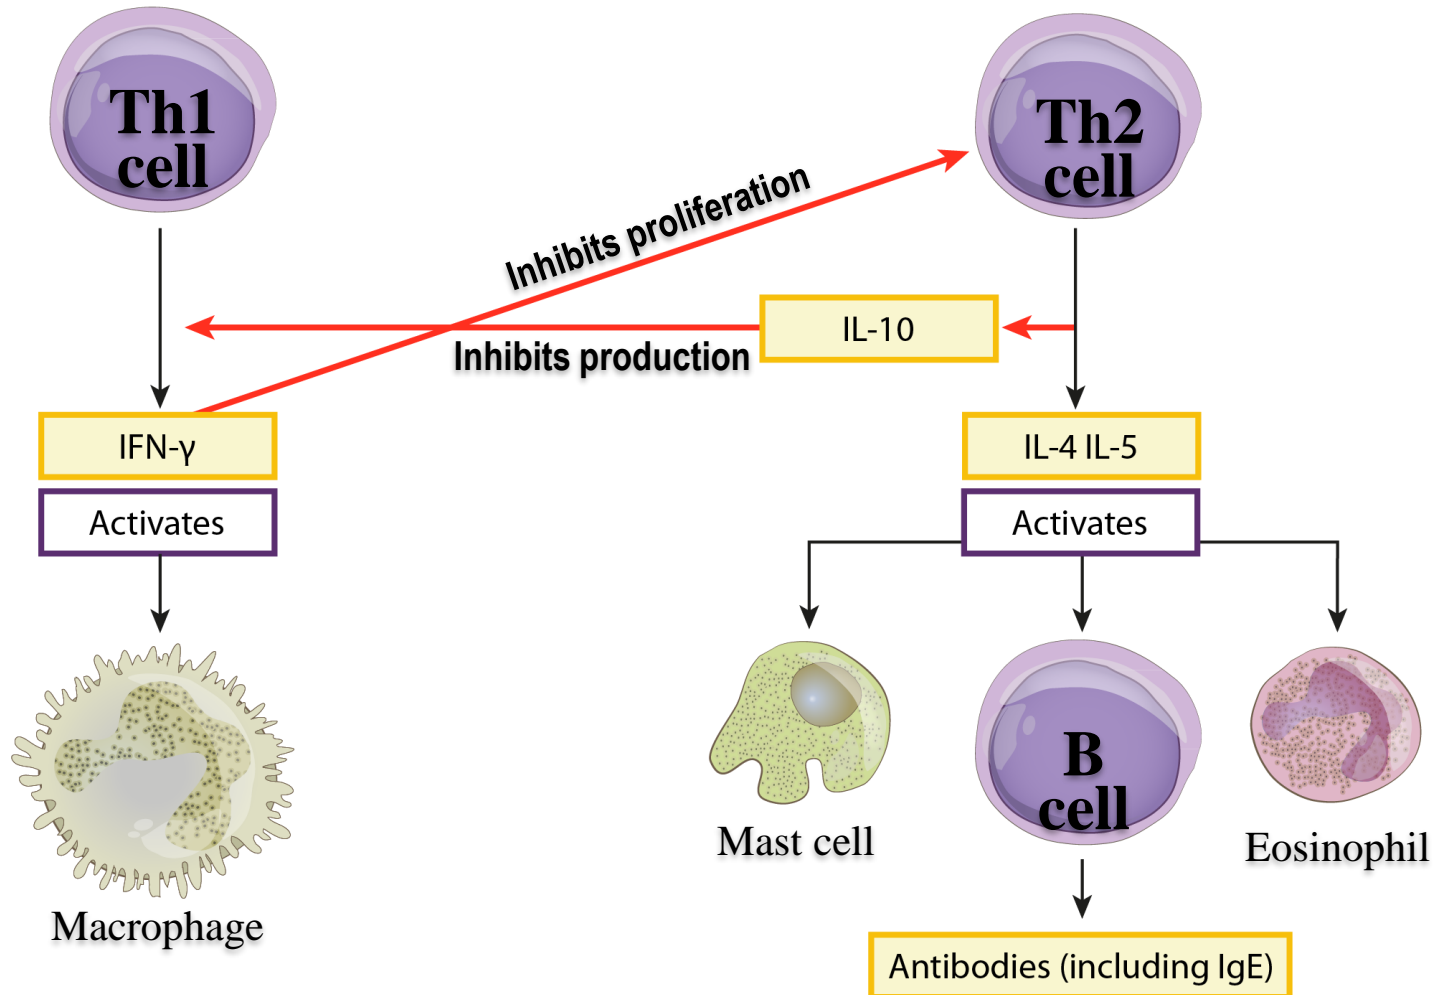 Th1
cell
Th2
cell
Inhibits proliferation
IL-10
Inhibits production
IFN-γ
IL-4 IL-5
Activates
Activates
Macrophage
Mast cell
B
cell
Eosinophil
Antibodies (including IgE)